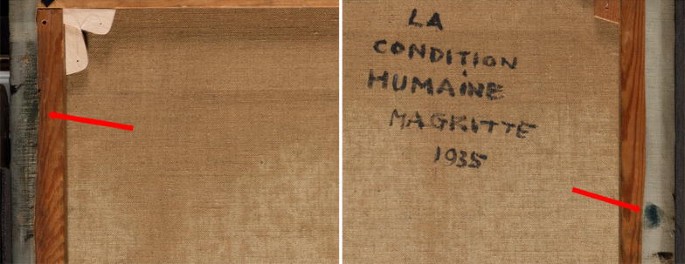 LA
CONDITION
HUMAINE
MAGRITTE
1935